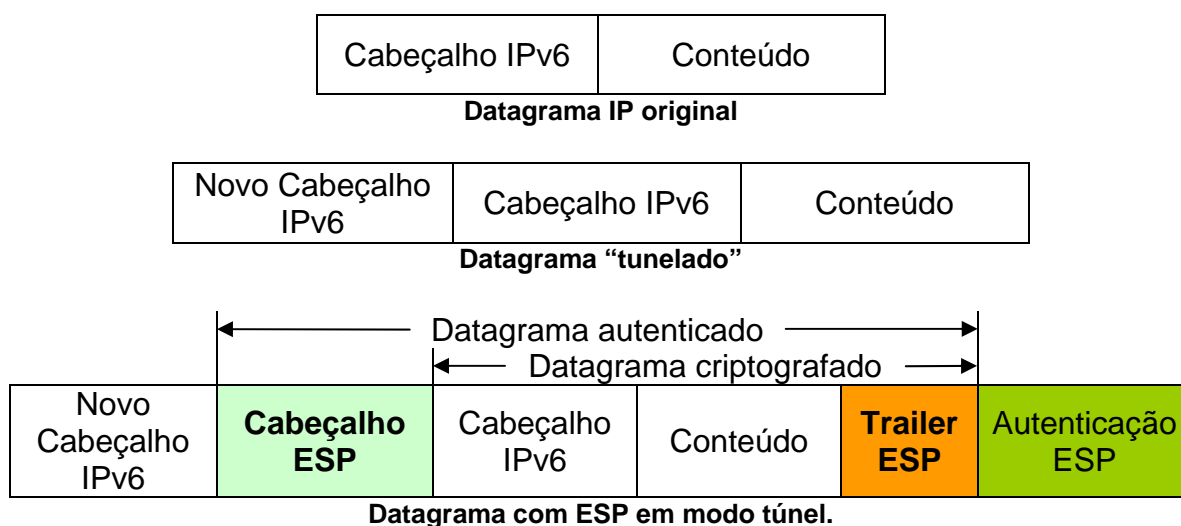 Cabeçalho IPv6 Conteúdo
Datagrama IP original
Novo Cabeçalho
IPv6
Cabeçalho IPv6
Conteúdo
Datagrama “tunelado”
Datagrama autenticado
Datagrama criptografado
Novo
Cabeçalho
IPv6
Cabeçalho
ESP
Cabeçalho
IPv6
Conteúdo
Trailer
ESP
Autenticação
ESP
Datagrama com ESP em modo túnel.